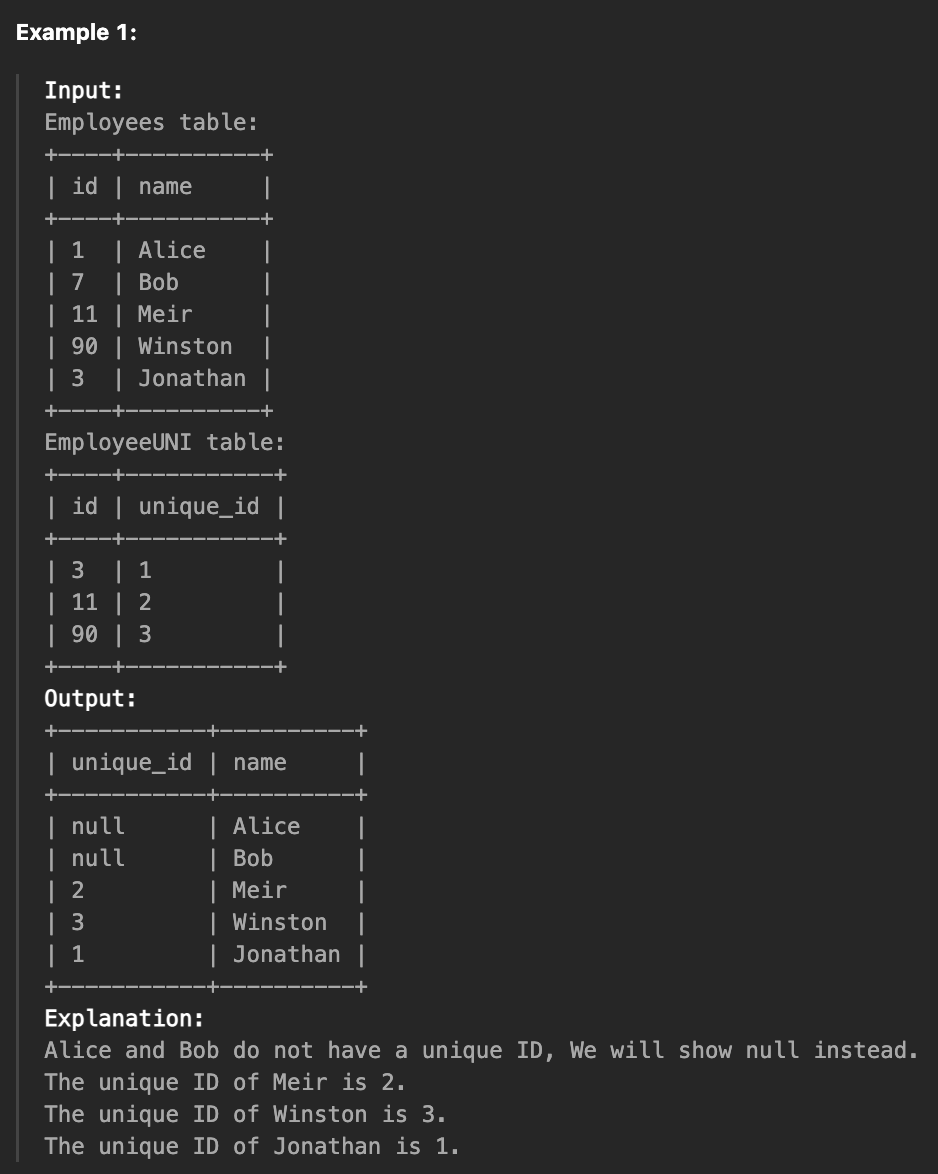 Example 1:
Input:
Employees table:
+----+----------+
| id | name     |
+----+----------+
| 1  | Alice    |
| 7  | Bob      |
| 11 | Meir     |
| 90 | Winston  |
| 3  | Jonathan |
+----+----------+
EmployeeUNI table:
+----+-----------+
| id | unique_id |
+----+-----------+
| 3  | 1         |
| 11 | 2         |
| 90 | 3         |
+----+-----------+
Output:
+-----------+----------+
| unique_id | name     |
+-----------+----------+
| null      | Alice    |
| null      | Bob      |
| 2         | Meir     |
| 3         | Winston  |
| 1         | Jonathan |
+-----------+----------+
Explanation:
Alice and Bob do not have a unique ID, We will show null instead.
The unique ID of Meir is 2.
The unique ID of Winston is 3.
The unique ID of Jonathan is 1.